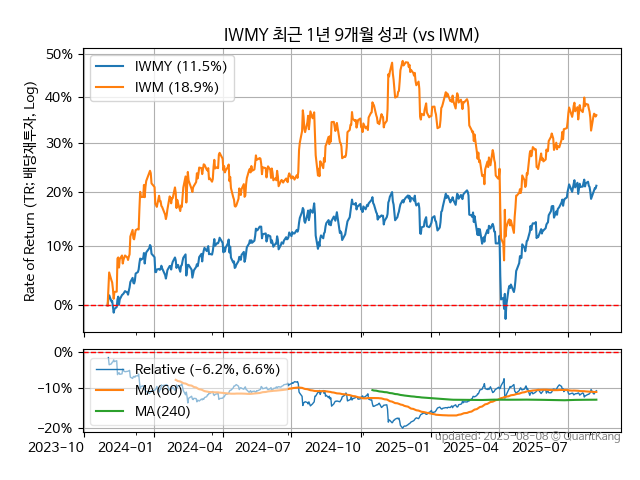 IWMY 최근 1년 9개월 성과 (vs IWM)
Rate of Return (TR; 배당재투자, Log)
50%
40%
30%
20%
10%
0%
IWMY (11.5%)
IWM (18.9%)
0%
−10%
−20%
Relative (−6.2%, 6.6%)
MA(60)
MA(240)
updated: 2025-08-08 © QuantKang
2023-10
2024-01
2024-04
2024-07
2024-10
2025-01
2025-04
2025-07